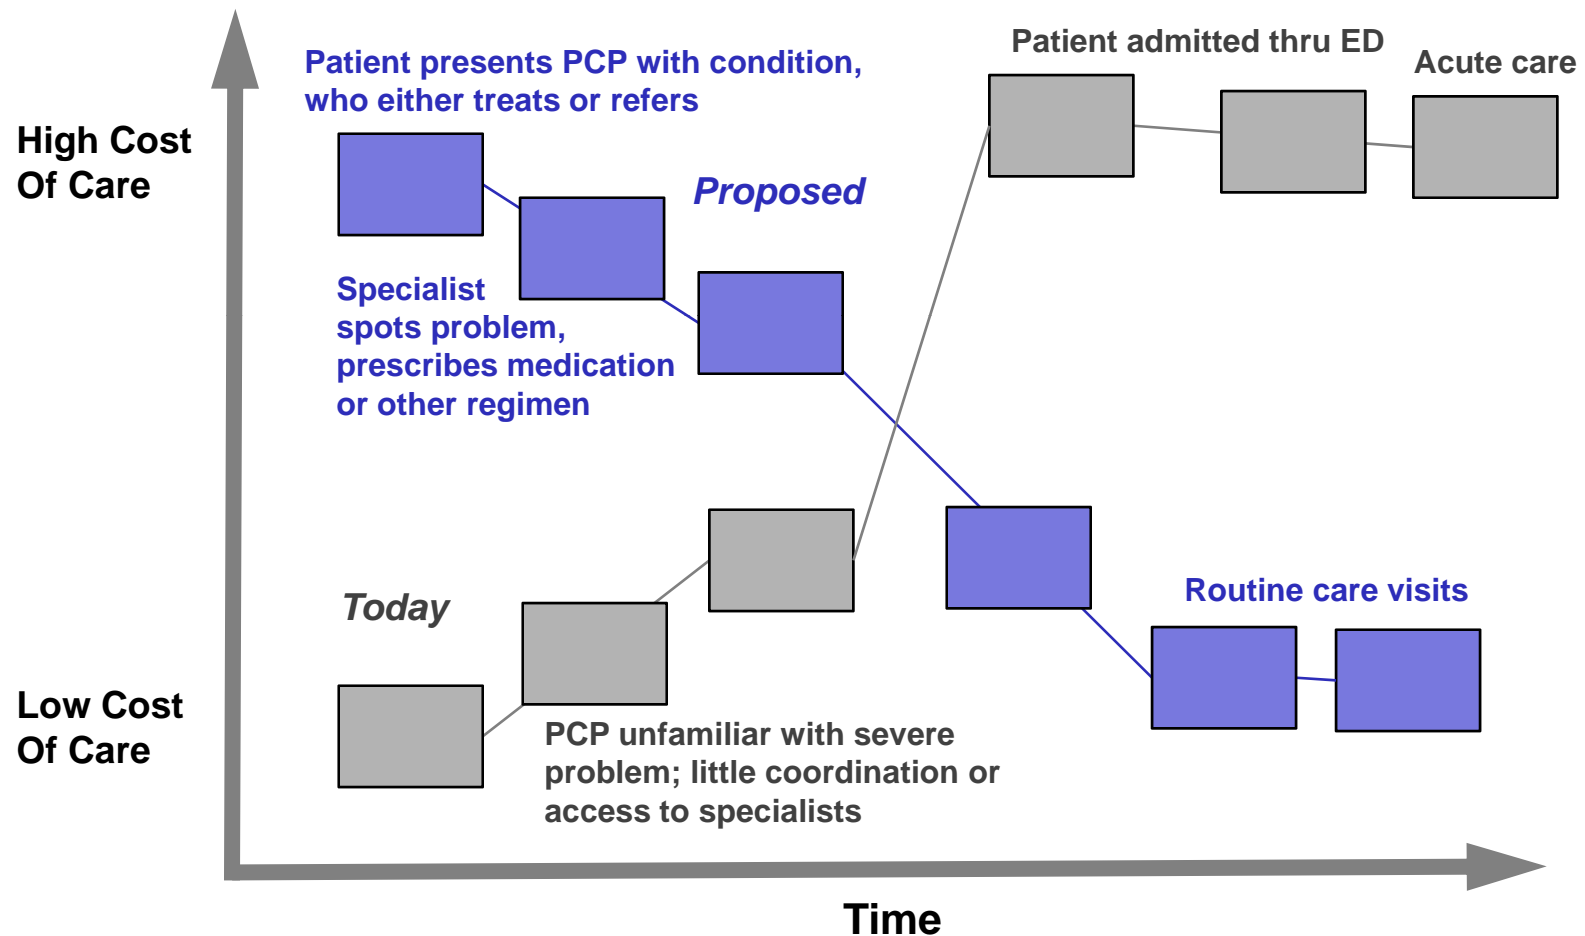 Patient admitted thru ED
Acute care
Patient presents PCP with condition,
who either treats or refers
High Cost
Of Care
Proposed
Specialist
spots problem,
prescribes medication
or other regimen
Today
Routine care visits
Low Cost
Of Care
PCP unfamiliar with severe
problem; little coordination or
access to specialists
Time